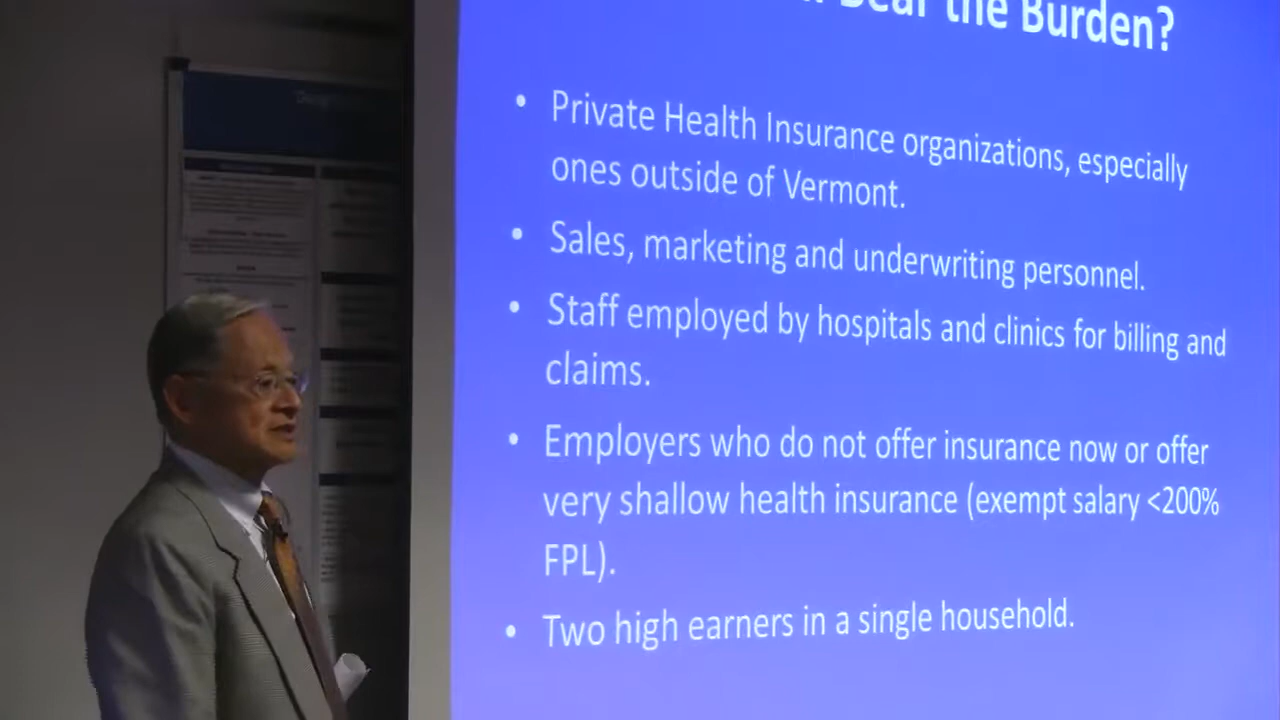 Bear the Burden?
• Private Health Insurance organizations, especially
ones outside of Vermont.
• Sales, marketing and underwriting personnel.
• Staff employed by hospitals and clinics for billing and
claims.
• Employers who do not offer insurance now or offer
very shallow health insurance (exempt salary <200%
FPL).
• Two high earners in a single household.